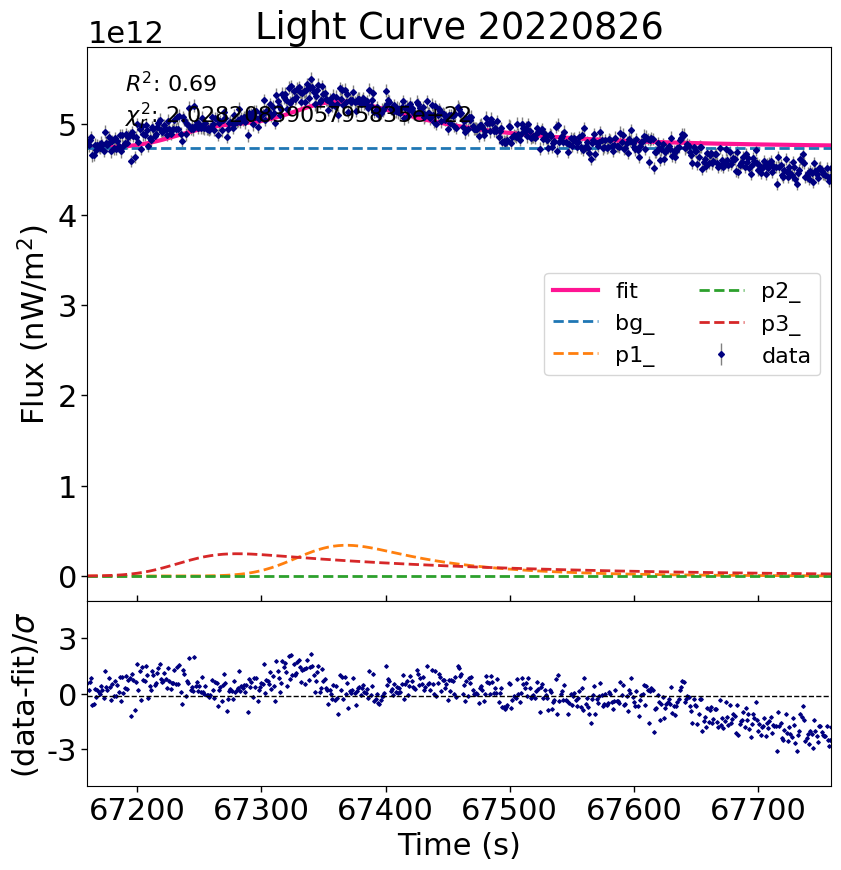 Light Curve 20220826
1e12
R²: 0.69
5
4
3
2
1
0
Flux (nW/m²)
fit
bg_
p1_
p2_
p3_
data
3
0
-3
(data-fit)/σ
67200 67300 67400 67500 67600 67700
Time (s)